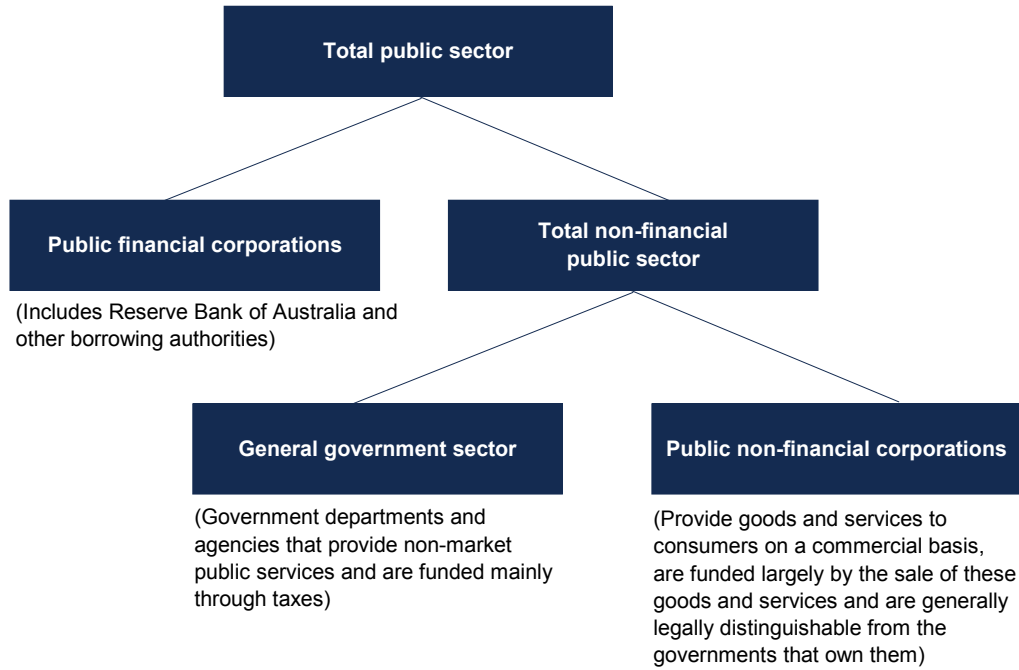 Total public sector
Public financial corporations
Total non-financial
public sector
(Includes Reserve Bank of Australia and
other borrowing authorities)
General government sector
Public non-financial corporations
(Government departments and
agencies that provide non-market
public services and are funded mainly
through taxes)
(Provide goods and services to
consumers on a commercial basis,
are funded largely by the sale of these
goods and services and are generally
legally distinguishable from the
governments that own them)